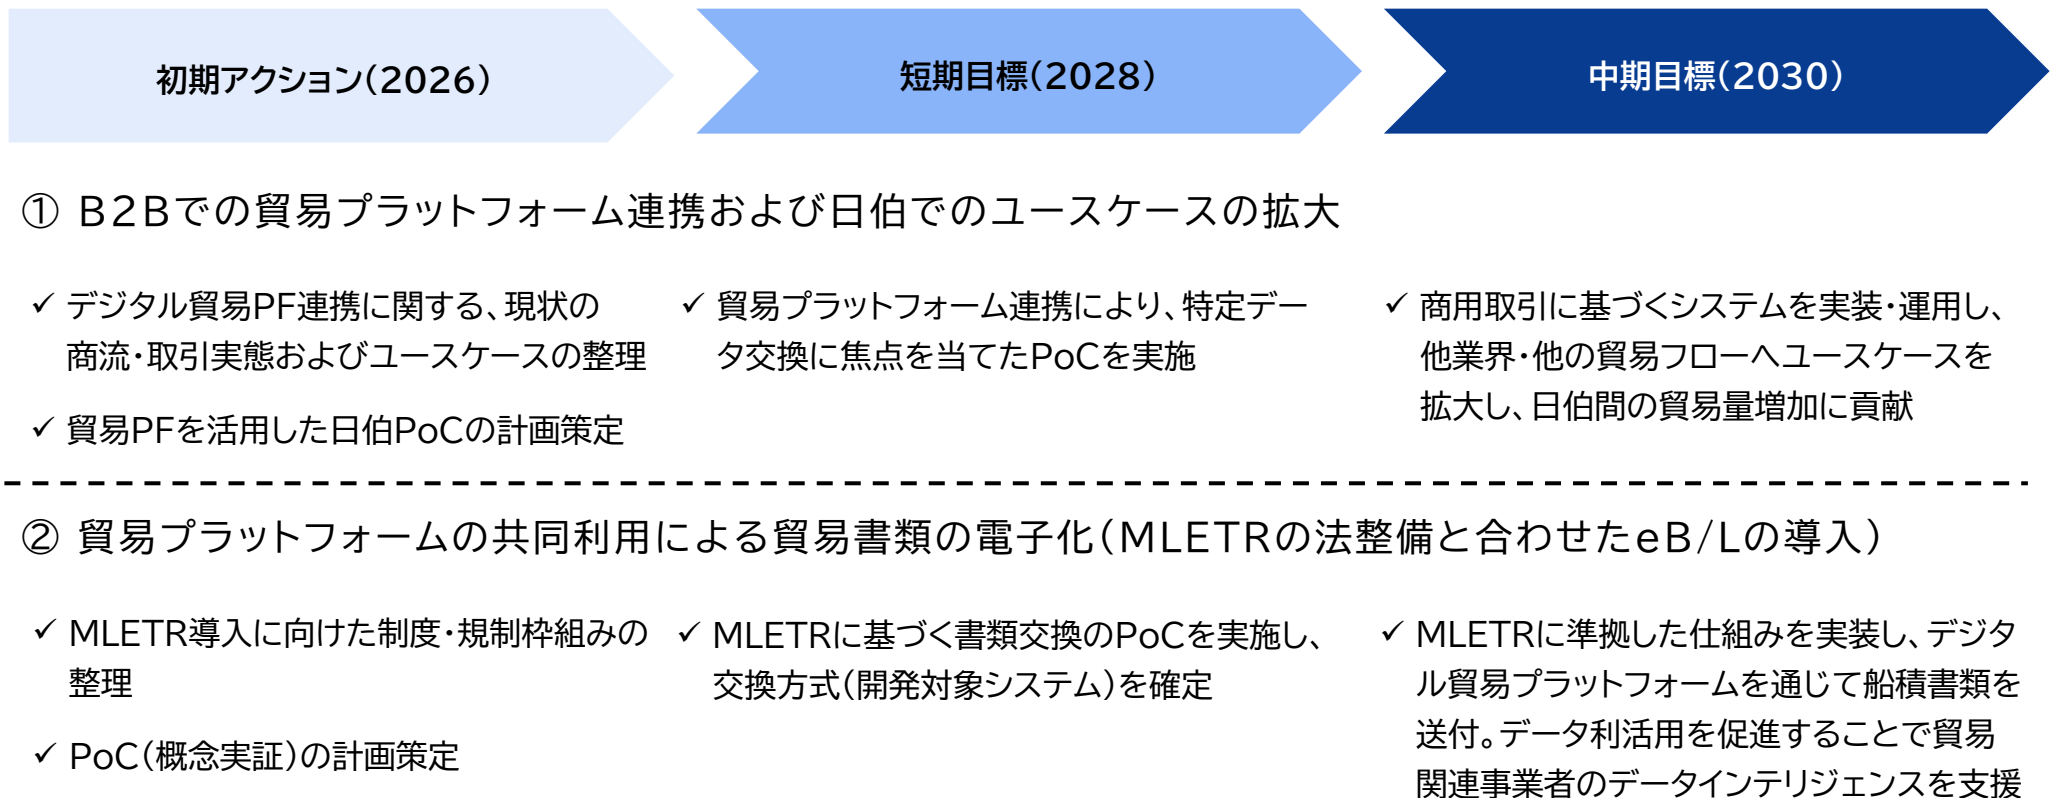 初期アクション(2026)
短期目標(2028)
中期目標(2030)
① B2Bでの貿易プラットフォーム連携および日伯でのユースケースの拡大
✓ デジタル貿易PF連携に関する、現状の
商流・取引実態およびユースケースの整理
✓ 貿易PFを活用した日伯PoCの計画策定
✓ 貿易プラットフォーム連携により、特定デー
タ交換に焦点を当てたPoCを実施
✓ 商用取引に基づくシステムを実装・運用し、
他業界・他の貿易フローへユースケースを
拡大し、日伯間の貿易量増加に貢献
② 貿易プラットフォームの共同利用による貿易書類の電子化(MLETRの法整備と合わせたeB/Lの導入)
✓ MLETR導入に向けた制度・規制枠組みの
整理
✓ PoC(概念実証)の計画策定
✓ MLETRに基づく書類交換のPoCを実施し、
交換方式(開発対象システム)を確定
✓ MLETRに準拠した仕組みを実装し、デジタ
ル貿易プラットフォームを通じて船積書類を
送付。データ利活用を促進することで貿易
関連事業者のデータインテリジェンスを支援